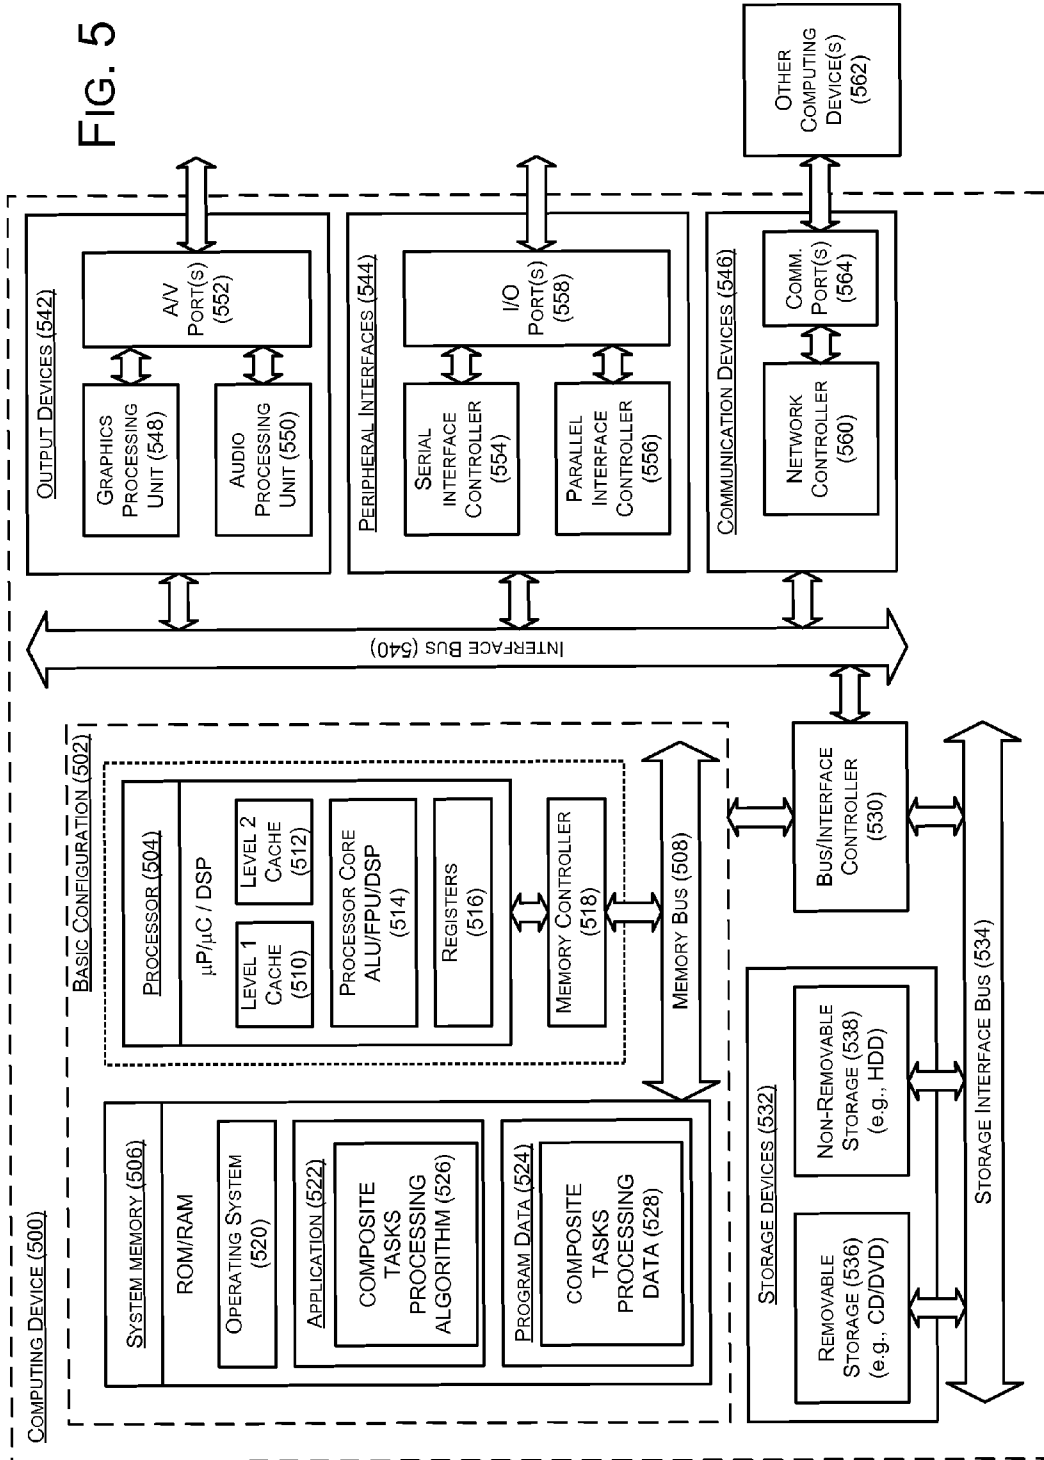 FIG. 5
COMPUTING DEVICE (500)
BASIC CONFIGURATION (502)
SYSTEM MEMORY (506)
ROM/RAM
OPERATING SYSTEM
(520)
APPLICATION (522)
COMPOSITE
TASKS
PROCESSING
ALGORITHM (526)
PROGRAM DATA (524)
COMPOSITE
TASKS
PROCESSING
DATA (528)
PROCESSOR (504)
µP/µC / DSP
LEVEL 1
CACHE
(510)
LEVEL 2
CACHE
(512)
PROCESSOR CORE
ALU/FPU/DSP
(514)
REGISTERS
(516)
MEMORY CONTROLLER
(518)
MEMORY BUS (508)
BUS/INTERFACE
CONTROLLER
(530)
STORAGE DEVICES (532)
REMOVABLE
STORAGE (536)
(e.g., CD/DVD)
NON-REMOVABLE
STORAGE (538)
(e.g., HDD)
STORAGE INTERFACE BUS (534)
INTERFACE BUS (540)
OUTPUT DEVICES (542)
GRAPHICS
PROCESSING
UNIT (548)
AUDIO
PROCESSING
UNIT (550)
A/V
PORT(S)
(552)
PERIPHERAL INTERFACES (544)
SERIAL
INTERFACE
CONTROLLER
(554)
PARALLEL
INTERFACE
CONTROLLER
(556)
I/O
PORT(S)
(558)
COMMUNICATION DEVICES (546)
NETWORK
CONTROLLER
(560)
COMM.
PORT(S)
(564)
OTHER
COMPUTING
DEVICE(S)
(562)